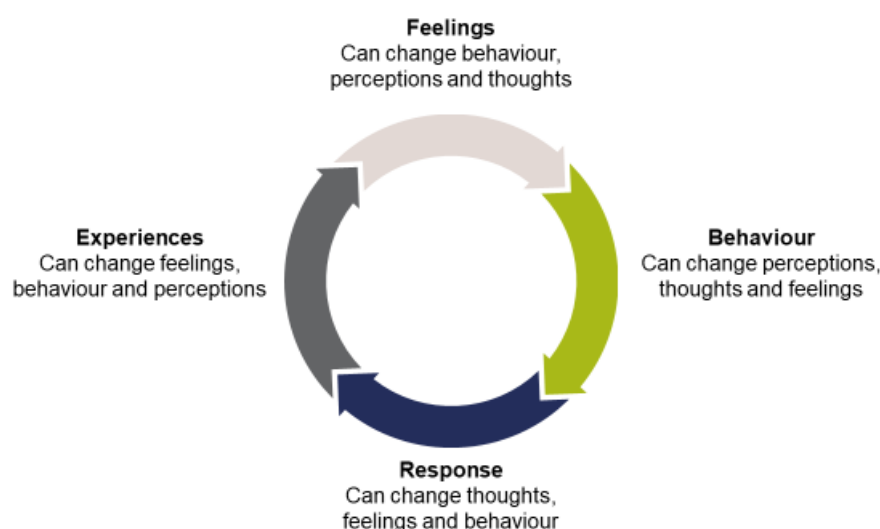 Feelings
Can change behaviour,
perceptions and thoughts
Experiences
Can change feelings,
behaviour and perceptions
Behaviour
Can change perceptions,
thoughts and feelings
Response
Can change thoughts,
feelings and behaviour